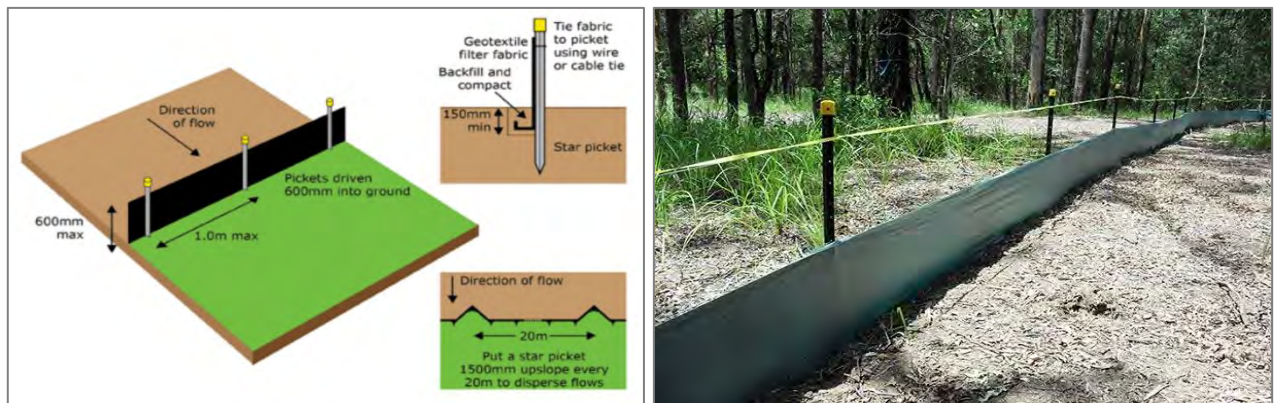 Direction
of flow
Pickets driven
600mm into ground
600mm
max
1.0m max
Geotextile
filter fabric
Tie fabric
to picket
using wire
or cable tie
Backfill and
compact
150mm
min
Star picket
Direction of flow
20m
Put a star picket
1500mm upslope every
20m to disperse flows